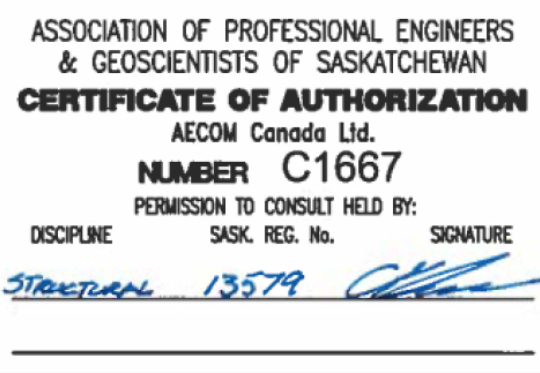 ASSOCIATION OF PROFESSIONAL ENGINEERS
& GEOSCIENTISTS OF SASKATCHEWAN
CERTIFICATE OF AUTHORIZATION
AECOM Canada Ltd.
NUMBER C1667
PERMISSION TO CONSULT HELD BY:
DISCIPLINE SASK. REG. No. SIGNATURE
STRUCTURAL 13579